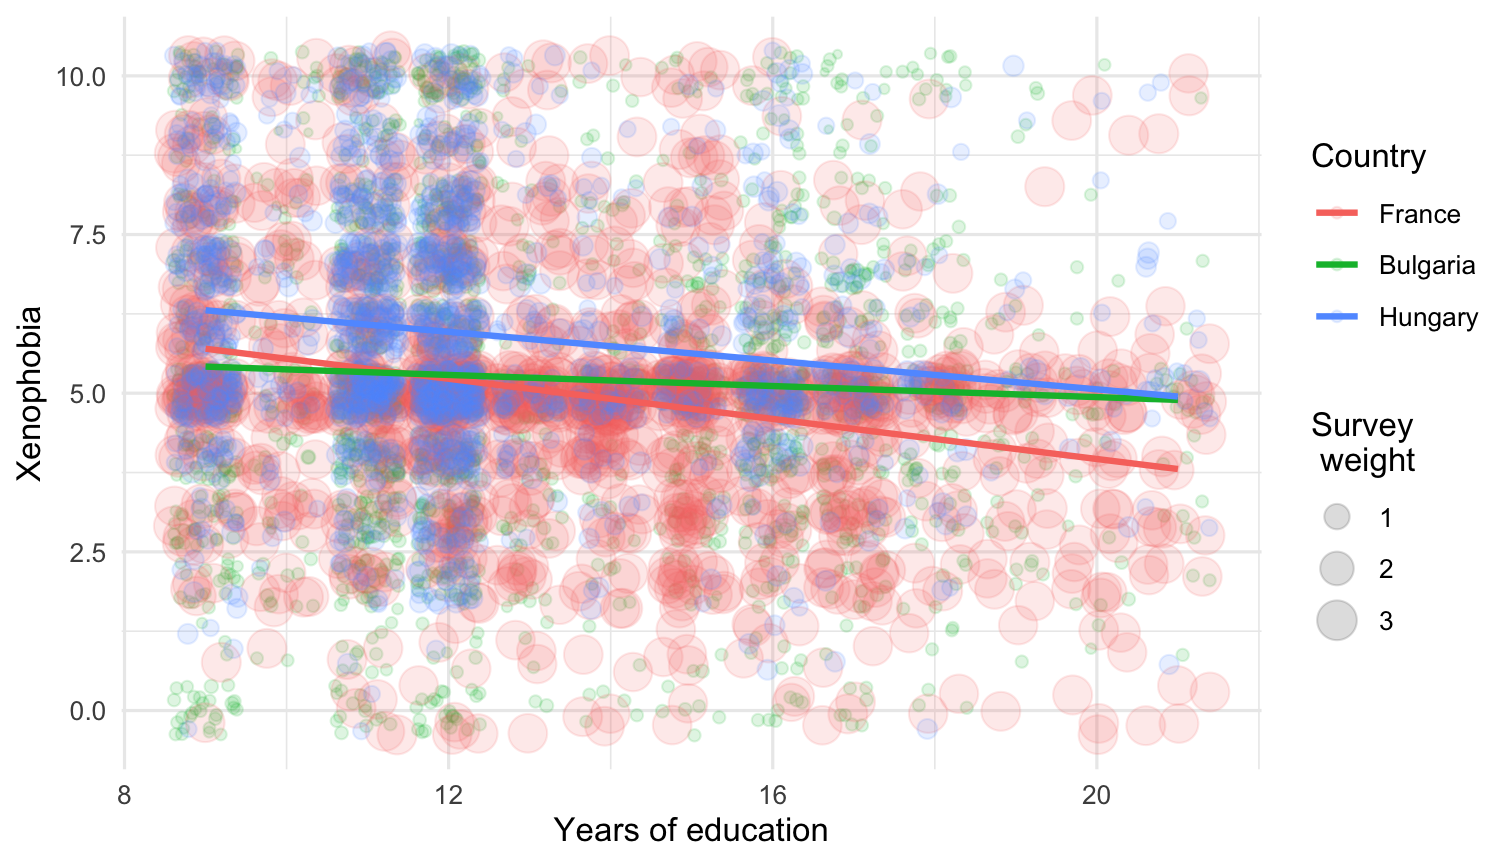 10.0
7.5
5.0
2.5
0.0
Xenophobia
8
12
16
20
Years of education
Country
France
Bulgaria
Hungary
Survey
weight
1
2
3